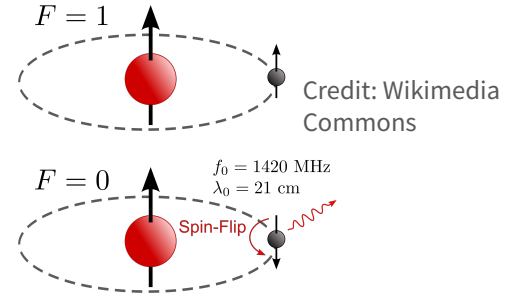 F = 1
Credit: Wikimedia
Commons
F = 0
f₀ = 1420 MHz
λ₀ = 21 cm
Spin-Flip